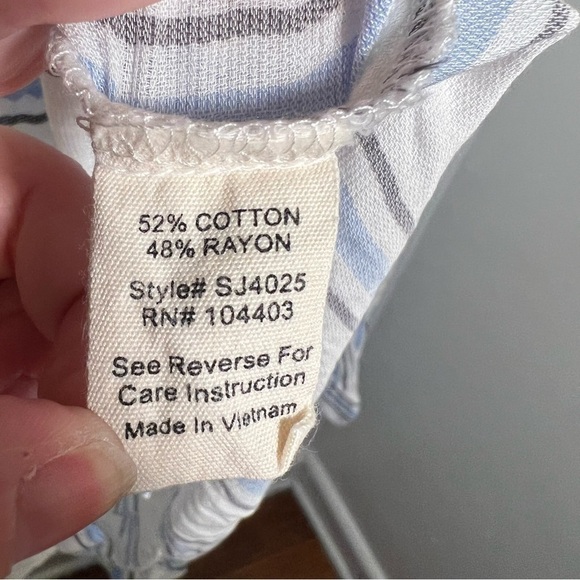 52% COTTON
48% RAYON
Style# SJ4025
RN# 104403
See Reverse For
Care Instruction
Made In Vietnam